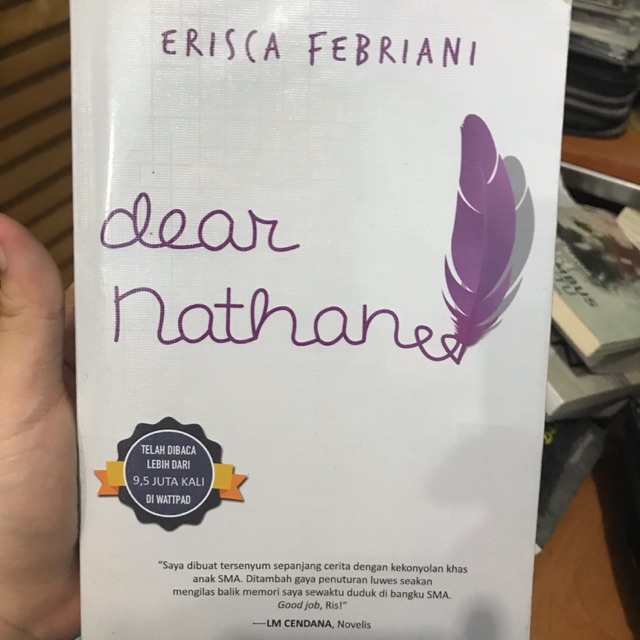 ERISCA FEBRIANI
dear
Nathan
TELAH DIBACA
LEBIH DARI
9,5 JUTA KALI
DI WATTPAD
“Saya dibuat tersenyum sepanjang cerita dengan kekonyolan khas
anak SMA. Ditambah gaya penuturan luwes seakan
mengilas balik memori saya sewaktu duduk di bangku SMA.
Good job, Ris!”
—LM CENDANA, Novelis